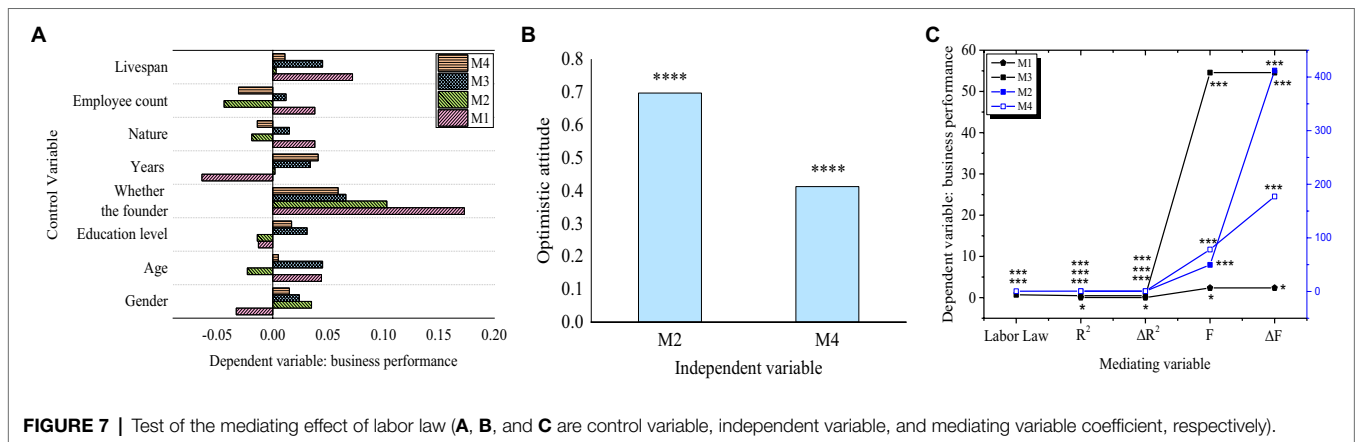 A
Control Variable
Livespan
Employee count
Nature
Years
Whether
the founder
Education level
Age
Gender
M4
M3
M2
M1
-0.05 0.00 0.05 0.10 0.15 0.20
Dependent variable: business performance
B
Optimistic attitude
0.8
0.7
0.6
0.5
0.4
0.3
0.2
0.1
0.0
****
****
M2 M4
Independent variable
C
Dependent variable: business performance
60
50
40
30
20
10
0
M1
M3
M2
M4
400
300
200
100
0
***
***
***
***
***
*
***
***
***
*
***
***
***
*
***
***
***
*
Labor Law R² ΔR² F ΔF
Mediating variable
FIGURE 7 | Test of the mediating effect of labor law (A, B, and C are control variable, independent variable, and mediating variable coefficient, respectively).